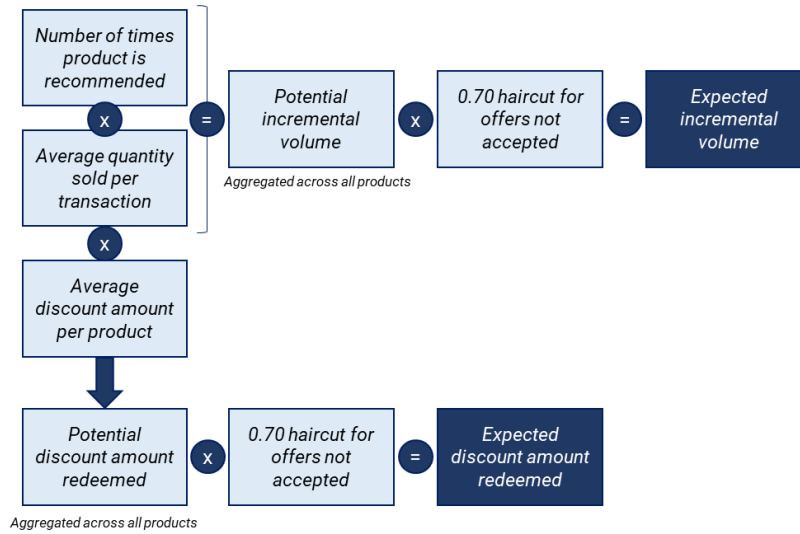 Number of times
product is
recommended
x
Average quantity
sold per
transaction
=
Potential
incremental
volume
Aggregated across all products
x
0.70 haircut for
offers not
accepted
=
Expected
incremental
volume
x
Average
discount amount
per product
Potential
discount amount
redeemed
Aggregated across all products
x
0.70 haircut for
offers not
accepted
=
Expected
discount amount
redeemed